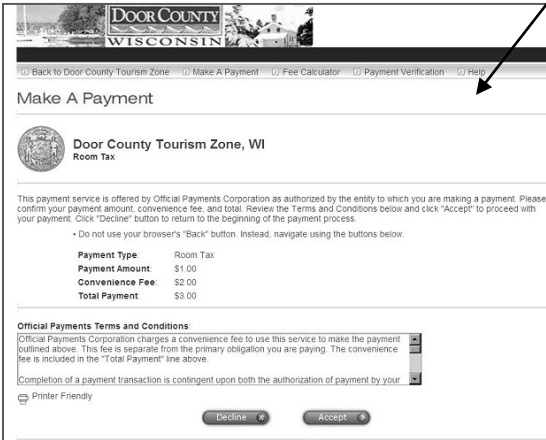 DOOR COUNTY
WISCONSIN
Back to Door County Tourism Zone Make A Payment Fee Calculator Payment Verification Help
Make A Payment
Door County Tourism Zone, WI
Room Tax
This payment service is offered by Official Payments Corporation as authorized by the entity to which you are making a payment. Please
confirm your payment amount, convenience fee, and total. Review the Terms and Conditions below and click "Accept" to proceed with
your payment. Click "Decline" button to return to the beginning of the payment process.
• Do not use your browser's "Back" button. Instead, navigate using the buttons below.
Payment Type: Room Tax
Payment Amount: $1.00
Convenience Fee: $2.00
Total Payment: $3.00
Official Payments Terms and Conditions:
Official Payments Corporation charges a convenience fee to use this service to make the payment
outlined above. This fee is separate from the primary obligation you are paying. The convenience
fee is included in the "Total Payment" line above.
Completion of a payment transaction is contingent upon both the authorization of payment by your
Printer Friendly
Decline Accept